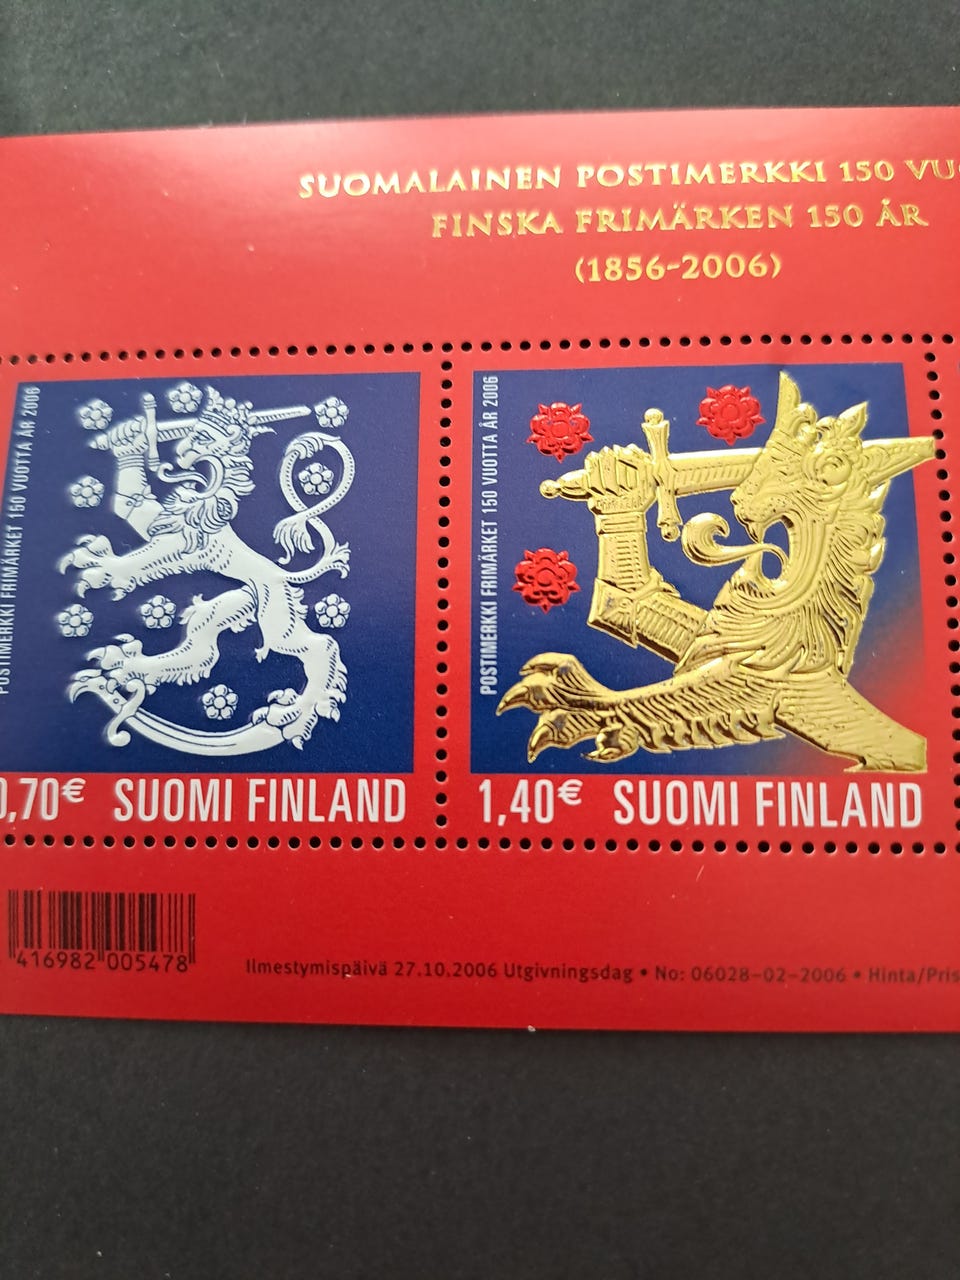 SUOMALAINEN POSTIMERKKI 150
FINSKA FRIMÄRKEN 150 ÅR
(1856-2006)
POSTIMERKKI FRIMÄRKET 150 VUOTTA ÅR 2006
POSTIMERKKI FRIMÄRKET 150 VUOTTA ÅR 2006
0,70€ SUOMI FINLAND
1,40€ SUOMI FINLAND
416982 005478
Ilmestymispäivä 27.10.2006 Utgivningsdag • No: 06028-02-2006 • Hinta/Pris